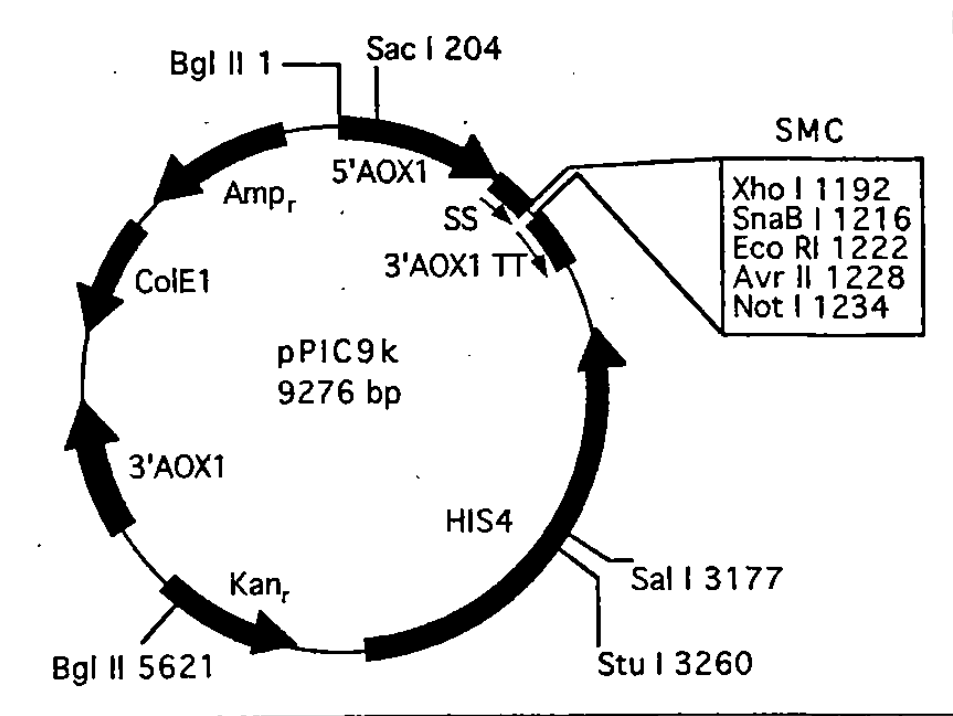 Bgl II 1
Sac I 204
SMC
Xho I 1192
SnaB I 1216
Eco RI 1222
Avr II 1228
Not I 1234
5'AOX1
Ampr
SS
3'AOX1 TT
ColE1
pPIC9k
9276 bp
3'AOX1
HIS4
Sal I 3177
Kanr
Stu I 3260
Bgl II 5621